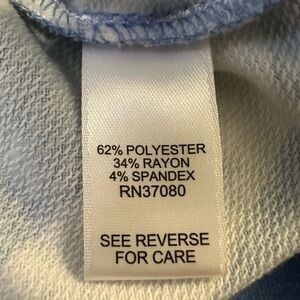 62% POLYESTER
34% RAYON
4% SPANDEX
RN37080
SEE REVERSE
FOR CARE